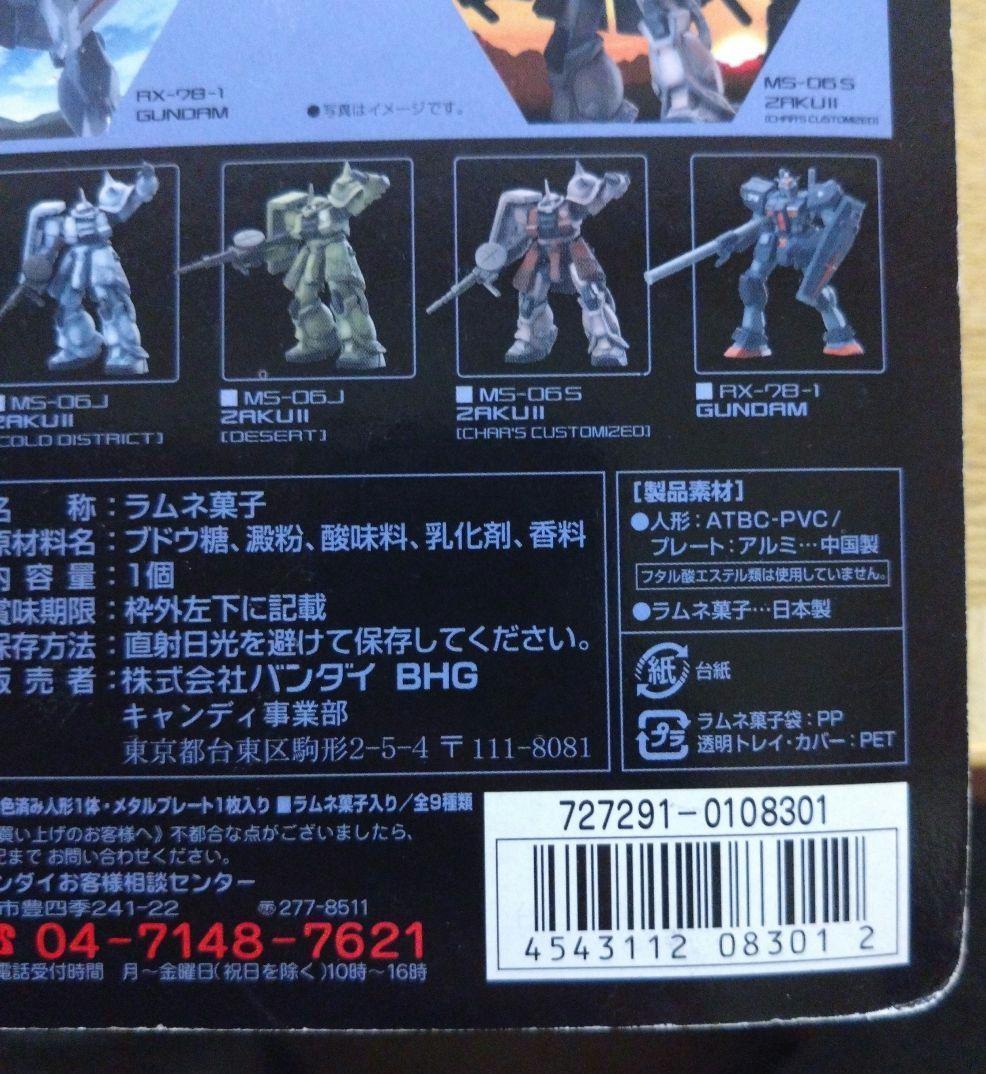 RX-78-1
GUNDAM
●写真はイメージです。
MS-06S
ZAKUII
[CHAR'S CUSTOMIZED]
MS-06J
ZAKUII
[COLD DISTRICT]
■MS-06J
ZAKUII
[DESERT]
■MS-06S
ZAKUII
[CHAR'S CUSTOMIZED]
■RX-78-1
GUNDAM
名称:ラムネ菓子
原材料名:ブドウ糖、澱粉、酸味料、乳化剤、香料
内容量:1個
賞味期限:枠外左下に記載
保存方法:直射日光を避けて保存してください。
販売者:株式会社バンダイ BHG
キャンディ事業部
東京都台東区駒形2-5-4 〒111-8081
[製品素材]
●人形:ATBC-PVC/
プレート:アルミ…中国製
フタル酸エステル類は使用していません。
●ラムネ菓子…日本製
紙 台紙
プラ ラムネ菓子袋:PP
透明トレイ・カバー:PET
色済み人形1体・メタルプレート1枚入り ■ラムネ菓子入り/全9種類
買い上げのお客様へ》不都合な点がございましたら、
記まで お問い合わせください。
ンダイお客様相談センター
市豊四季241-22 〒277-8511
04-7148-7621
電話受付時間 月〜金曜日(祝日を除く)10時〜16時
727291-0108301
4543112 08301 2